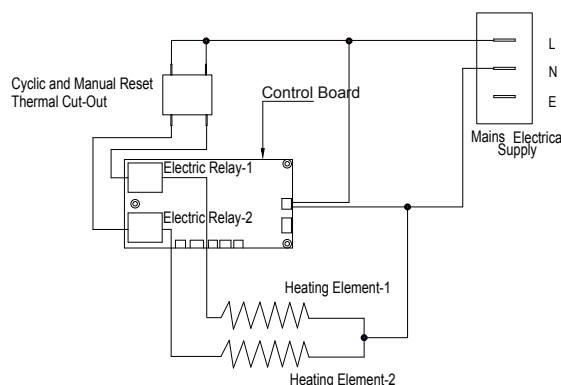 L
Cyclic and Manual Reset
Thermal Cut-Out
Control Board
N
E
Mains Electrical
Supply
Electric Relay-1
Electric Relay-2
Heating Element-1
Heating Element-2